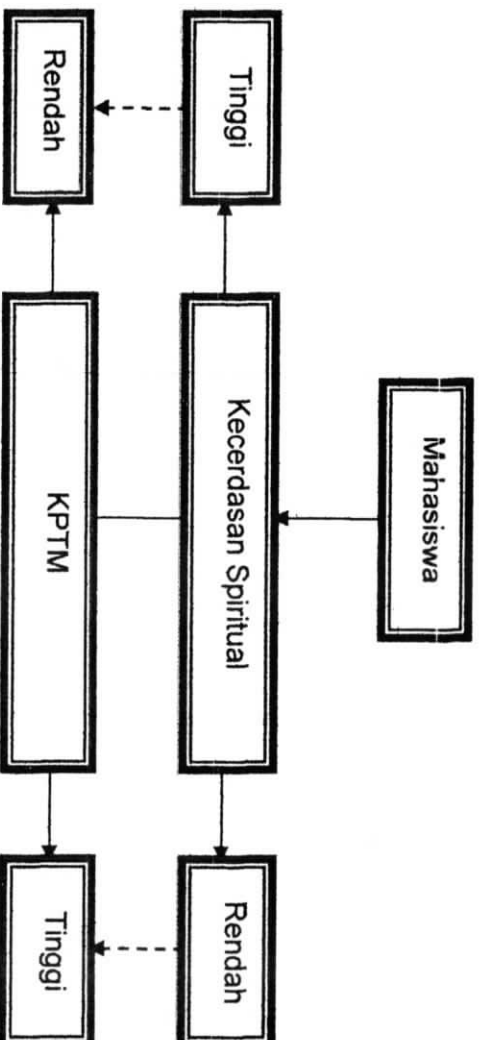 Mahasiswa
Tinggi
Kecerdasan Spiritual
Rendah
Rendah
KPTM
Tinggi